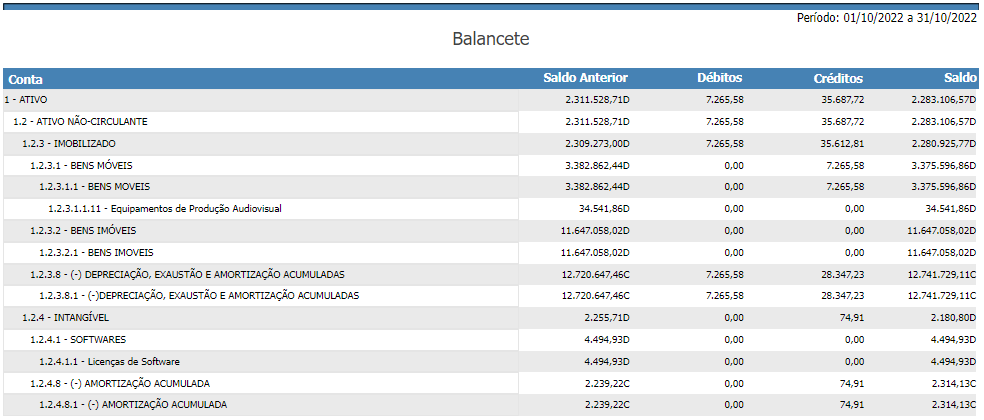 Período: 01/10/2022 a 31/10/2022
Balancete
Conta Saldo Anterior Débitos Créditos Saldo
1 - ATIVO 2.311.528,71D 7.265,58 35.687,72 2.283.106,57D
1.2 - ATIVO NÃO-CIRCULANTE 2.311.528,71D 7.265,58 35.687,72 2.283.106,57D
1.2.3 - IMOBILIZADO 2.309.273,00D 7.265,58 35.612,81 2.280.925,77D
1.2.3.1 - BENS MÓVEIS 3.382.862,44D 0,00 7.265,58 3.375.596,86D
1.2.3.1.1 - BENS MOVEIS 3.382.862,44D 0,00 7.265,58 3.375.596,86D
1.2.3.1.1.11 - Equipamentos de Produção Audiovisual 34.541,86D 0,00 0,00 34.541,86D
1.2.3.2 - BENS IMÓVEIS 11.647.058,02D 0,00 0,00 11.647.058,02D
1.2.3.2.1 - BENS IMOVEIS 11.647.058,02D 0,00 0,00 11.647.058,02D
1.2.3.8 - (-) DEPRECIAÇÃO, EXAUSTÃO E AMORTIZAÇÃO ACUMULADAS 12.720.647,46C 7.265,58 28.347,23 12.741.729,11C
1.2.3.8.1 - (-)DEPRECIAÇÃO, EXAUSTÃO E AMORTIZAÇÃO ACUMULADAS 12.720.647,46C 7.265,58 28.347,23 12.741.729,11C
1.2.4 - INTANGÍVEL 2.255,71D 0,00 74,91 2.180,80D
1.2.4.1 - SOFTWARES 4.494,93D 0,00 0,00 4.494,93D
1.2.4.1.1 - Licenças de Software 4.494,93D 0,00 0,00 4.494,93D
1.2.4.8 - (-) AMORTIZAÇÃO ACUMULADA 2.239,22C 0,00 74,91 2.314,13C
1.2.4.8.1 - (-) AMORTIZAÇÃO ACUMULADA 2.239,22C 0,00 74,91 2.314,13C